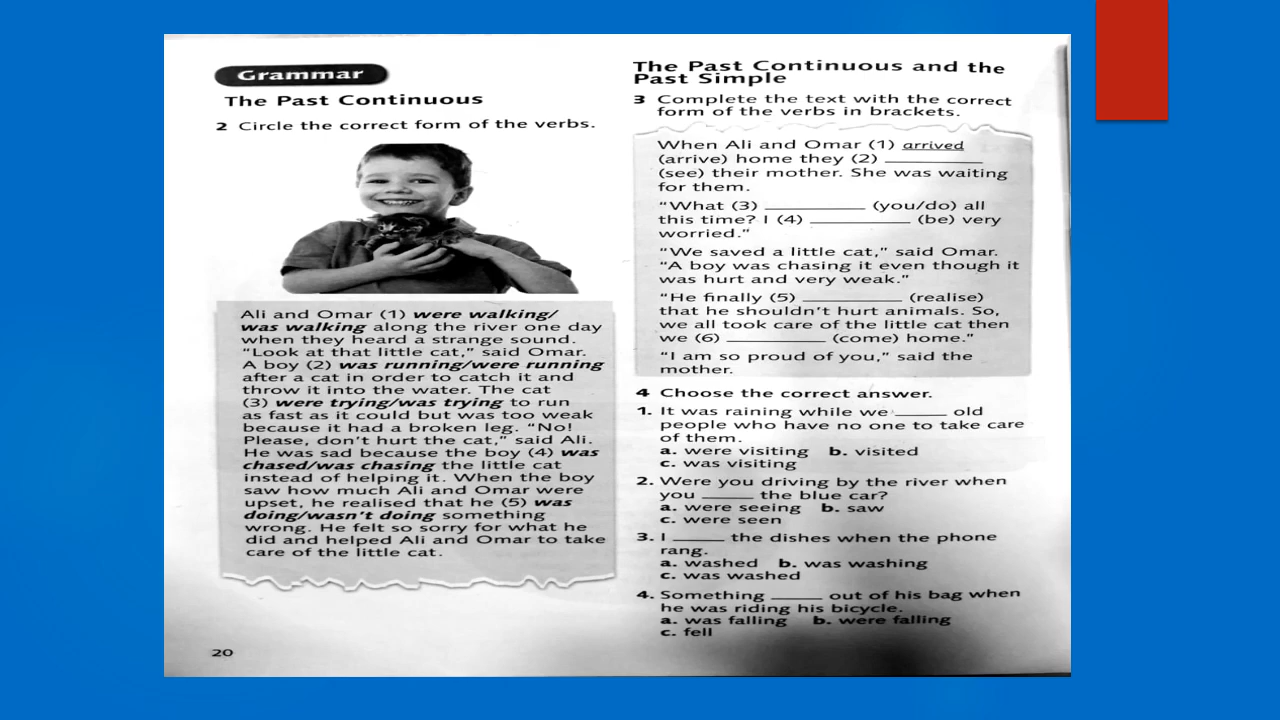 Grammar
The Past Continuous
2 Circle the correct form of the verbs.
Ali and Omar (1) were walking/
was walking along the river one day
when they heard a strange sound.
"Look at that little cat," said Omar.
A boy (2) was running/were running
after a cat in order to catch it and
throw it into the water. The cat
(3) were trying/was trying to run
as fast as it could but was too weak
because it had a broken leg. "No!
Please, don't hurt the cat," said Ali.
He was sad because the boy (4) was
chased/was chasing the little cat
instead of helping it. When the boy
saw how much Ali and Omar were
upset, he realised that he (5) was
doing/wasn't doing something
wrong. He felt so sorry for what he
did and helped Ali and Omar to take
care of the little cat.
20
The Past Continuous and the
Past Simple
3 Complete the text with the correct
form of the verbs in brackets.
When Ali and Omar (1) arrived
(arrive) home they (2) __________
(see) their mother. She was waiting
for them.
"What (3) __________ (you/do) all
this time? I (4) __________ (be) very
worried."
"We saved a little cat," said Omar.
"A boy was chasing it even though it
was hurt and very weak."
"He finally (5) __________ (realise)
that he shouldn't hurt animals. So,
we all took care of the little cat then
we (6) __________ (come) home."
"I am so proud of you," said the
mother.
4 Choose the correct answer.
1. It was raining while we _____ old
people who have no one to take care
of them.
a. were visiting b. visited
c. was visiting
2. Were you driving by the river when
you _____ the blue car?
a. were seeing b. saw
c. were seen
3. I _____ the dishes when the phone
rang.
a. washed b. was washing
c. was washed
4. Something _____ out of his bag when
he was riding his bicycle.
a. was falling b. were falling
c. fell